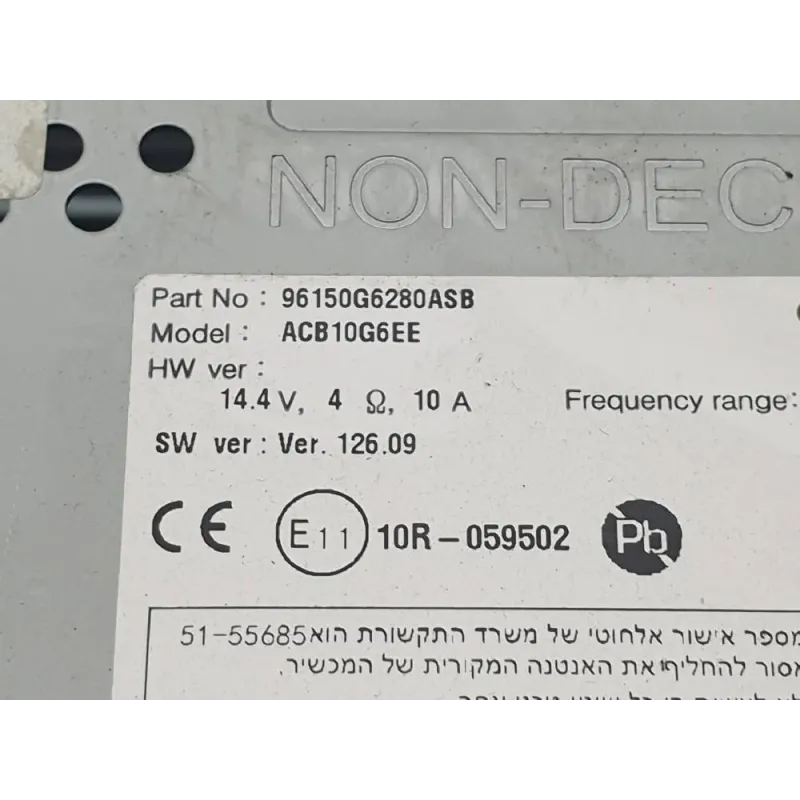 NON-DEC
Part No : 96150G6280ASB
Model : ACB10G6EE
HW ver :
14.4 V, 4 Ω, 10 A
Frequency range:
SW ver : Ver. 126.09
CE E11 10R-059502 Pb
מספר אישור אלחוטי של משרד התקשורת הוא 51-55685
אסור להחליף את האנטנה המקורית של המכשיר.